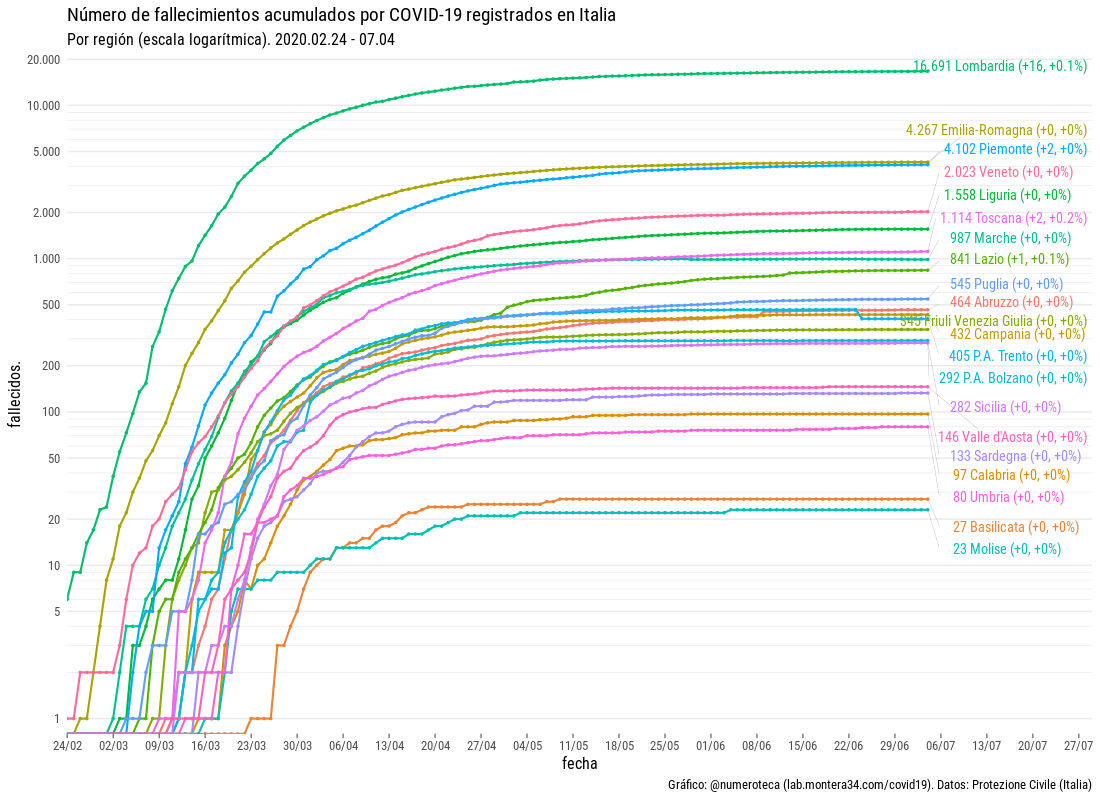 Número de fallecimientos acumulados por COVID-19 registrados en Italia
Por región (escala logarítmica). 2020.02.24 - 07.04
fallecidos.
20.000
10.000
5.000
2.000
1.000
500
200
100
50
20
10
5
1
16.691 Lombardia (+16, +0.1%)
4.267 Emilia-Romagna (+0, +0%)
4.102 Piemonte (+2, +0%)
2.023 Veneto (+0, +0%)
1.558 Liguria (+0, +0%)
1.114 Toscana (+2, +0.2%)
987 Marche (+0, +0%)
841 Lazio (+1, +0.1%)
545 Puglia (+0, +0%)
464 Abruzzo (+0, +0%)
345 Friuli Venezia Giulia (+0, +0%)
432 Campania (+0, +0%)
405 P.A. Trento (+0, +0%)
292 P.A. Bolzano (+0, +0%)
282 Sicilia (+0, +0%)
146 Valle d'Aosta (+0, +0%)
133 Sardegna (+0, +0%)
97 Calabria (+0, +0%)
80 Umbria (+0, +0%)
27 Basilicata (+0, +0%)
23 Molise (+0, +0%)
24/02 02/03 09/03 16/03 23/03 30/03 06/04 13/04 20/04 27/04 04/05 11/05 18/05 25/05 01/06 08/06 15/06 22/06 29/06 06/07 13/07 20/07 27/07
fecha
Gráfico: @numeroteca (lab.montera34.com/covid19). Datos: Protezione Civile (Italia)